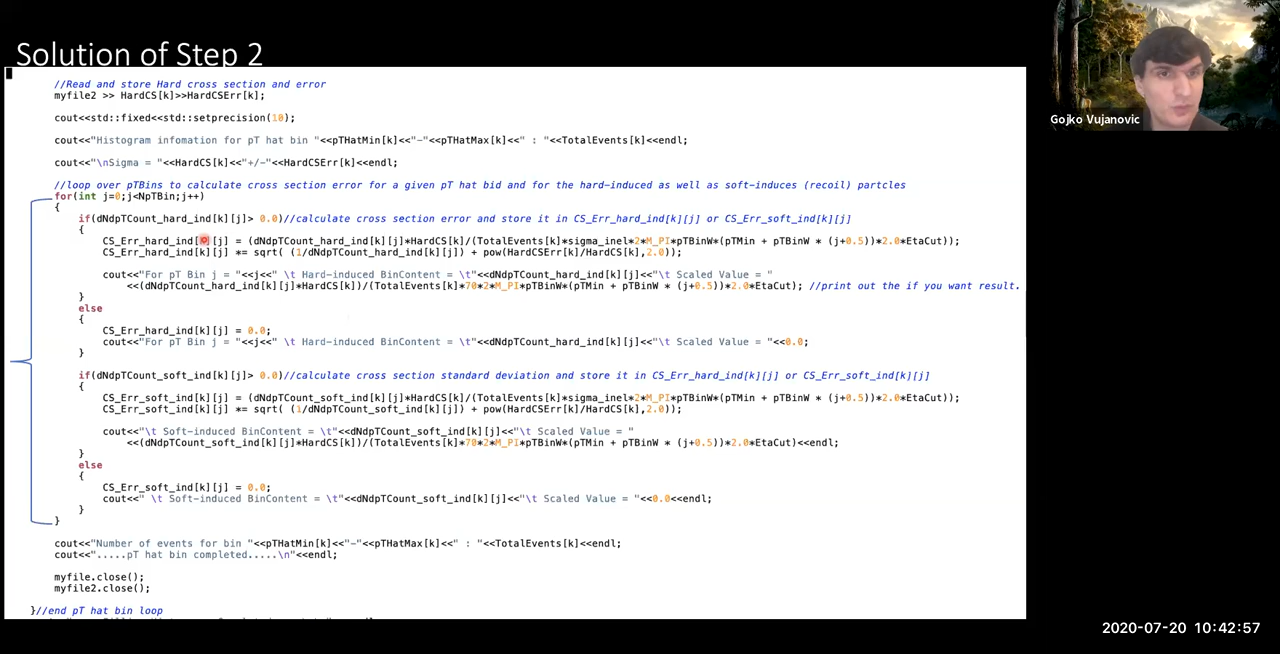 Solution of Step 2
//Read and store Hard cross section and error
myfile2 >> HardCS[k]>>HardCSErr[k];
cout<<std::fixed<<std::setprecision(10);
cout<<"Histogram infomation for pT hat bin "<<pTHatMin[k]<<"-"<<pTHatMax[k]<<" : "<<TotalEvents[k]<<endl;
cout<<"\nSigma = "<<HardCS[k]<<"+/-"<<HardCSErr[k]<<endl;
//loop over pTBins to calculate cross section error for a given pT hat bid and for the hard-induced as well as soft-induces (recoil) partcles
for(int j=0;j<NpTBin;j++)
{
if(dNdpTCount_hard_ind[k][j]> 0.0)//calculate cross section error and store it in CS_Err_hard_ind[k][j] or CS_Err_soft_ind[k][j]
{
CS_Err_hard_ind[k][j] = (dNdpTCount_hard_ind[k][j]*HardCS[k]/(TotalEvents[k]*sigma_inel*2*M_PI*pTBinW*(pTMin + pTBinW * (j+0.5))*2.0*EtaCut));
CS_Err_hard_ind[k][j] *= sqrt( (1/dNdpTCount_hard_ind[k][j]) + pow(HardCSErr[k]/HardCS[k],2.0));
cout<<"For pT Bin j = "<<j<<" \t Hard-induced BinContent = \t"<<dNdpTCount_hard_ind[k][j]<<"\t Scaled Value = "
<<(dNdpTCount_hard_ind[k][j]*HardCS[k])/(TotalEvents[k]*70*2*M_PI*pTBinW*(pTMin + pTBinW * (j+0.5))*2.0*EtaCut); //print out the if you want result.
}
else
{
CS_Err_hard_ind[k][j] = 0.0;
cout<<"For pT Bin j = "<<j<<" \t Hard-induced BinContent = \t"<<dNdpTCount_hard_ind[k][j]<<"\t Scaled Value = "<<0.0;
}
if(dNdpTCount_soft_ind[k][j]> 0.0)//calculate cross section standard deviation and store it in CS_Err_hard_ind[k][j] or CS_Err_soft_ind[k][j]
{
CS_Err_soft_ind[k][j] = (dNdpTCount_soft_ind[k][j]*HardCS[k]/(TotalEvents[k]*sigma_inel*2*M_PI*pTBinW*(pTMin + pTBinW * (j+0.5))*2.0*EtaCut));
CS_Err_soft_ind[k][j] *= sqrt( (1/dNdpTCount_soft_ind[k][j]) + pow(HardCSErr[k]/HardCS[k],2.0));
cout<<"\t Soft-induced BinContent = \t"<<dNdpTCount_soft_ind[k][j]<<"\t Scaled Value = "
<<(dNdpTCount_soft_ind[k][j]*HardCS[k])/(TotalEvents[k]*70*2*M_PI*pTBinW*(pTMin + pTBinW * (j+0.5))*2.0*EtaCut)<<endl;
}
else
{
CS_Err_soft_ind[k][j] = 0.0;
cout<<" \t Soft-induced BinContent = \t"<<dNdpTCount_soft_ind[k][j]<<"\t Scaled Value = "<<0.0<<endl;
}
}
cout<<"Number of events for bin "<<pTHatMin[k]<<"-"<<pTHatMax[k]<<" : "<<TotalEvents[k]<<endl;
cout<<".....pT hat bin completed.....\n"<<endl;
myfile.close();
myfile2.close();
}//end pT hat bin loop
Gojko Vujanovic
2020-07-20 10:42:57